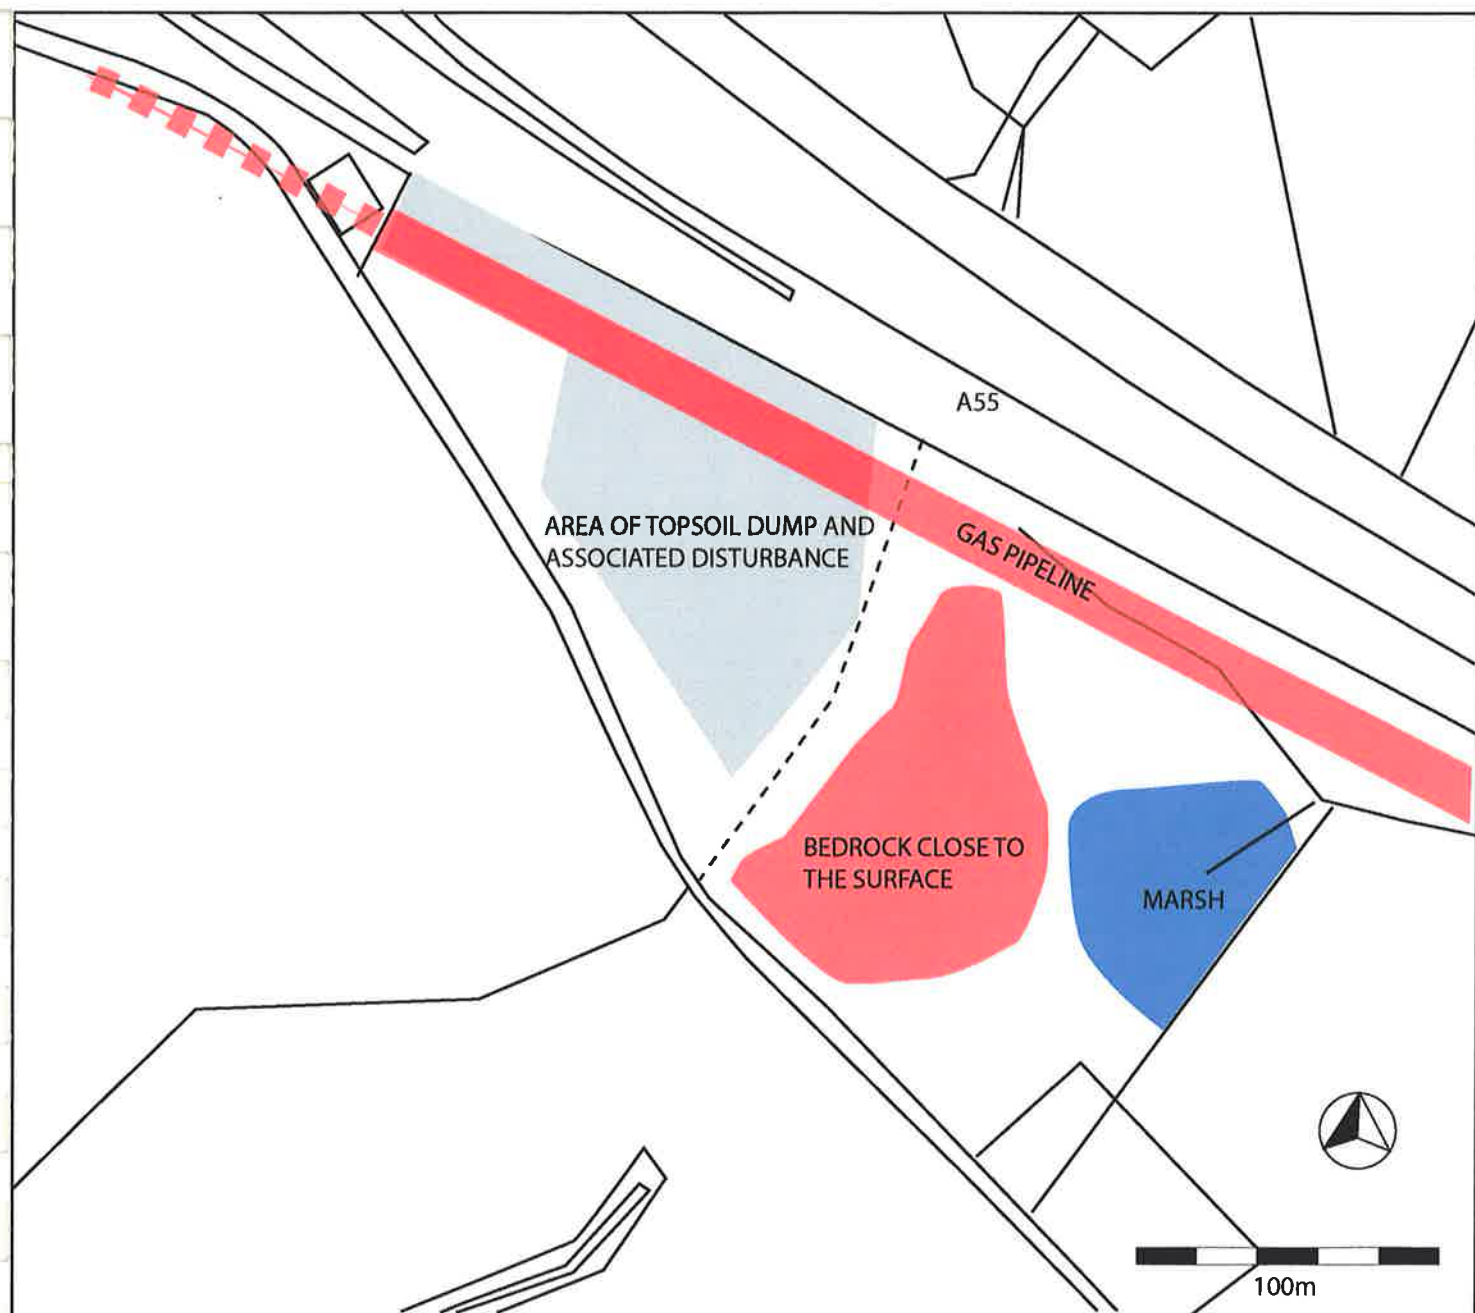 A55
GAS PIPELINE
AREA OF TOPSOIL DUMP AND
ASSOCIATED DISTURBANCE
BEDROCK CLOSE TO
THE SURFACE
MARSH
100m